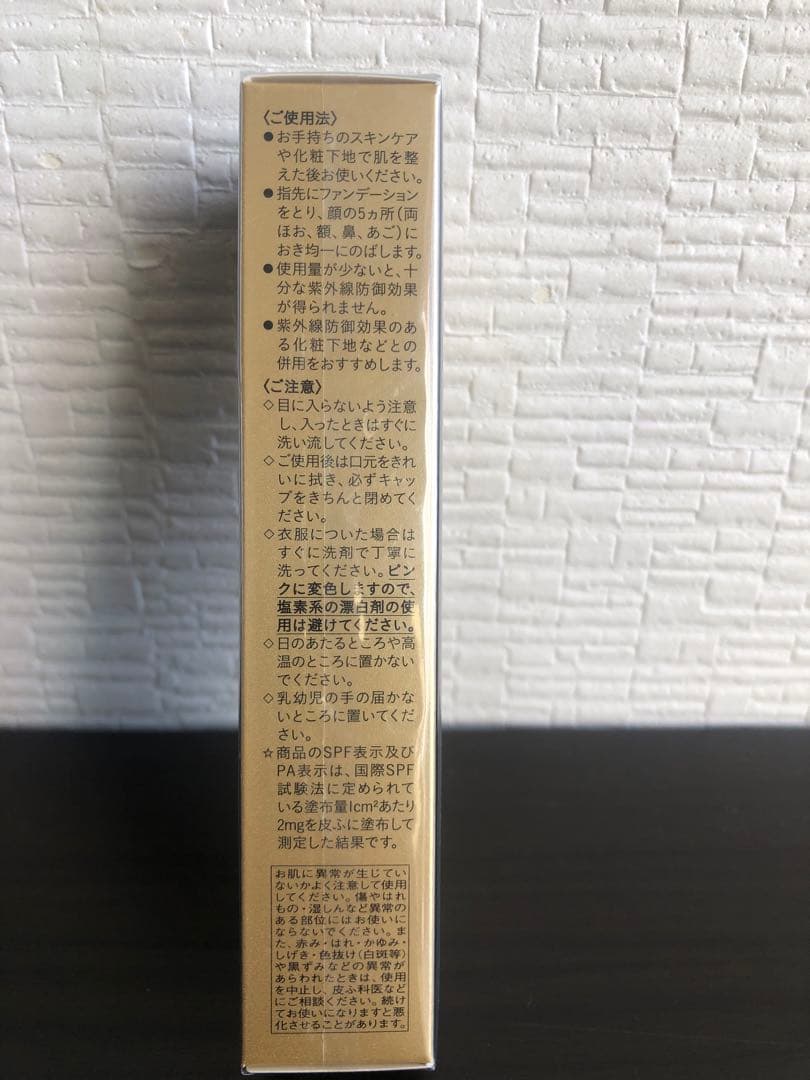 〈ご使用法〉
●お手持ちのスキンケア
や化粧下地で肌を整
えた後お使いください。
●指先にファンデーション
をとり、顔の5ヵ所(両
ほお、額、鼻、あご)に
おき均一にのばします。
●使用量が少ないと、十
分な紫外線防御効果
が得られません。
●紫外線防御効果のあ
る化粧下地などとの
併用をおすすめします。
〈ご注意〉
◇目に入らないよう注意
し、入ったときはすぐに
洗い流してください。
◇ご使用後は口元をきれ
いに拭き、必ずキャッ
プをきちんと閉めてく
ださい。
◇衣服についた場合は
すぐに洗剤で丁寧に
洗ってください。ピン
クに変色しますので、
塩素系の漂白剤の使
用は避けてください。
◇日のあたるところや高
温のところに置かない
でください。
◇乳幼児の手の届かな
いところに置いてくだ
さい。
☆商品のSPF表示及び
PA表示は、国際SPF
試験法に定められて
いる塗布量1cm²あたり
2mgを皮ふに塗布して
測定した結果です。
お肌に異常が生じてい
ないかよく注意して使用
してください。傷やはれ
もの・湿しんなど異常の
ある部位にはお使いに
ならないでください。ま
た、赤み・はれ・かゆみ・
しげき・色抜け(白斑等)
や黒ずみなどの異常が
あらわれたときは、使用
を中止し、皮ふ科医など
にご相談ください。続け
てお使いになりますと悪
化させることがあります。